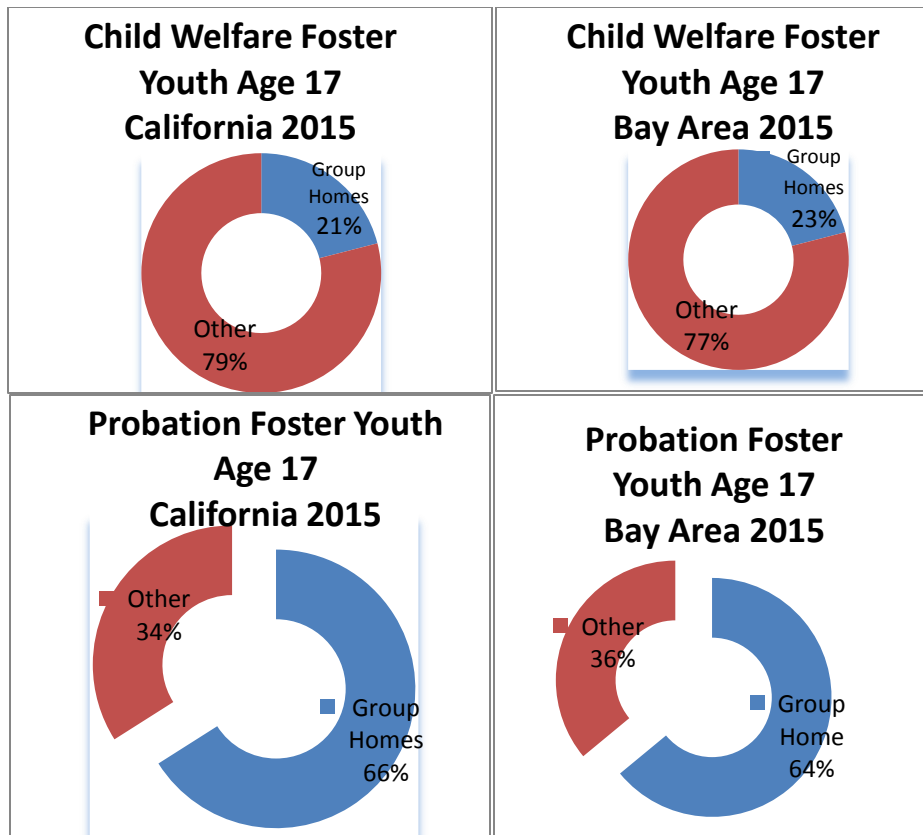 Child Welfare Foster
Youth Age 17
California 2015
Group
Homes
21%
Other
79%
Child Welfare Foster
Youth Age 17
Bay Area 2015
Group
Homes
23%
Other
77%
Probation Foster Youth
Age 17
California 2015
Other
34%
Group
Homes
66%
Probation Foster
Youth Age 17
Bay Area 2015
Other
36%
Group
Home
64%